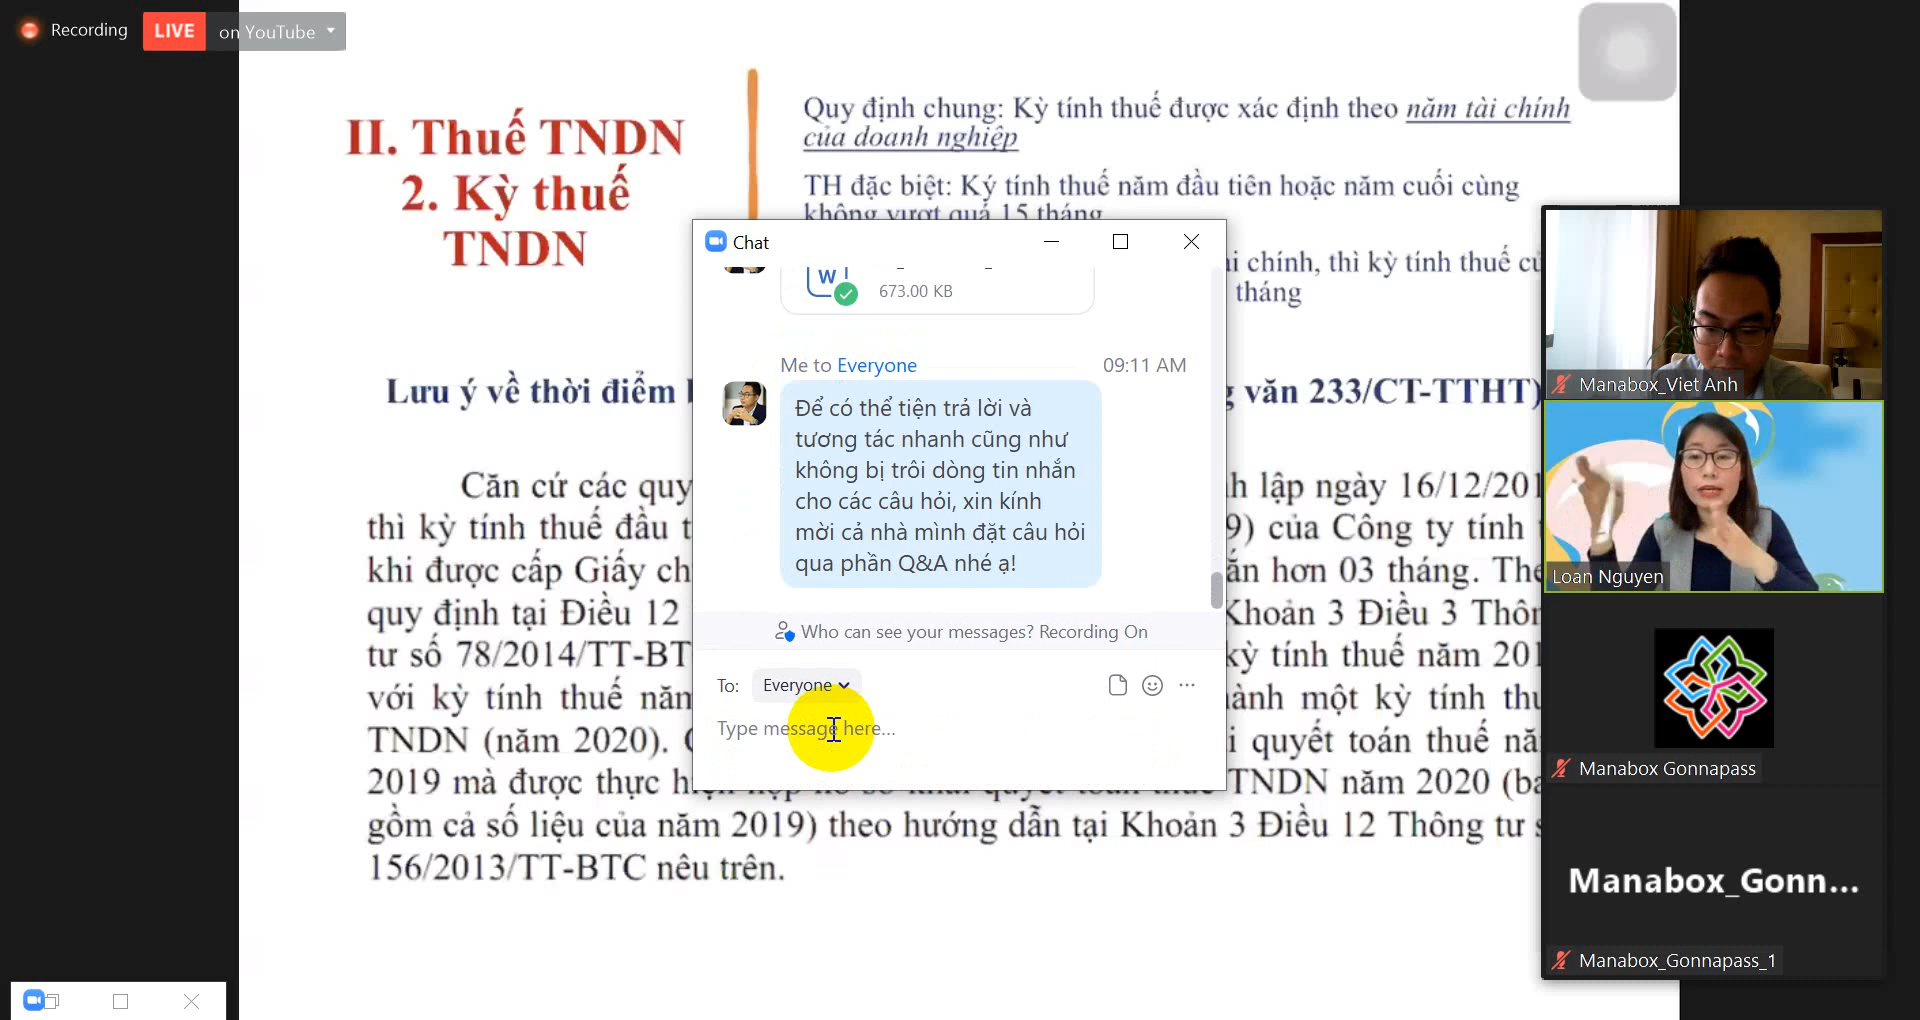 Recording
LIVE on YouTube
II. Thuế TNDN
2. Kỳ thuế
TNDN
Quy định chung: Kỳ tính thuế được xác định theo năm tài chính
của doanh nghiệp
TH đặc biệt: Ký tính thuế năm đầu tiên hoặc năm cuối cùng
không vượt quá 15 tháng
chính, thì kỳ tính thuế
tháng
Lưu ý về thời điểm
văn 233/CT-TTHT)
Căn cứ các quy
lập ngày 16/12/201
thì kỳ tính thuế đầu
của Công ty tính
khi được cấp Giấy
hơn 03 tháng.
quy định tại Điều 12
Khoản 3 Điều 3
tư số 78/2014/TT-BT
kỳ tính thuế năm 201
với kỳ tính thuế năm
một kỳ tính
TNDN (năm 2020).
quyết toán thuế
2019 mà được thực
TNDN năm 2020
gồm cả số liệu của năm 2019) theo hướng dẫn tại Khoản 3 Điều 12 Thông tư
156/2013/TT-BTC nêu trên.
Chat
W
673.00 KB
Me to Everyone 09:11 AM
Để có thể tiện trả lời và
tương tác nhanh cũng như
không bị trôi dòng tin nhắn
cho các câu hỏi, xin kính
mời cả nhà mình đặt câu hỏi
qua phần Q&A nhé ạ!
Who can see your messages? Recording On
To: Everyone
Type message here...
Manabox_Viet Anh
Loan Nguyen
Manabox Gonnapass
Manabox_Gonn...
Manabox_Gonnapass_1